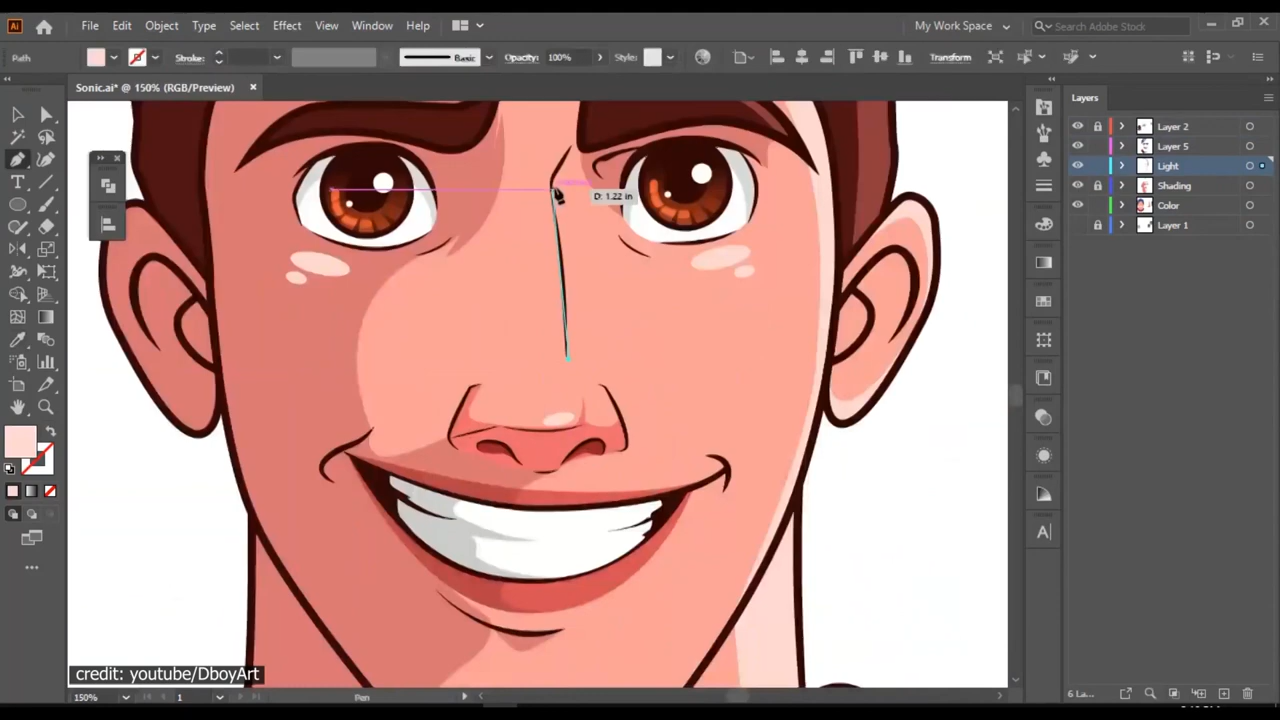 Ai File Edit Object Type Select Effect View Window Help My Work Space Search Adobe Stock
Path Stroke: Basic Opacity: 100% Style: Transform
Sonic.ai* @ 150% (RGB/Preview)
Layers
Layer 2
Layer 5
Light
Shading
Color
Layer 1
D: 1.22 in
credit: youtube/DboyArt
150% 1 Pen 6 La...